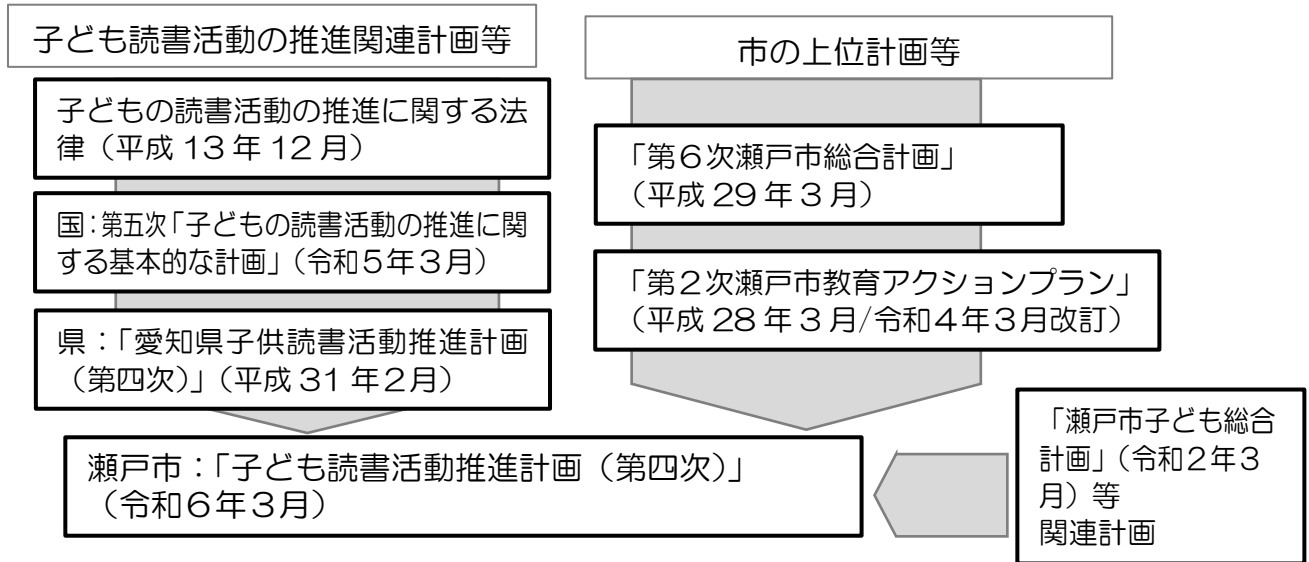 子ども読書活動の推進関連計画等
子どもの読書活動の推進に関する法
律（平成 13 年 12 月）
国：第五次「子どもの読書活動の推進に関
する基本的な計画」（令和５年３月）
県：「愛知県子供読書活動推進計画
（第四次）」（平成 31 年２月）
市の上位計画等
「第６次瀬戸市総合計画」
（平成 29 年３月）
「第２次瀬戸市教育アクションプラン」
（平成 28 年３月/令和４年３月改訂）
瀬戸市：「子ども読書活動推進計画（第四次）」
（令和６年３月）
「瀬戸市子ども総合
計画」（令和２年３
月）等
関連計画